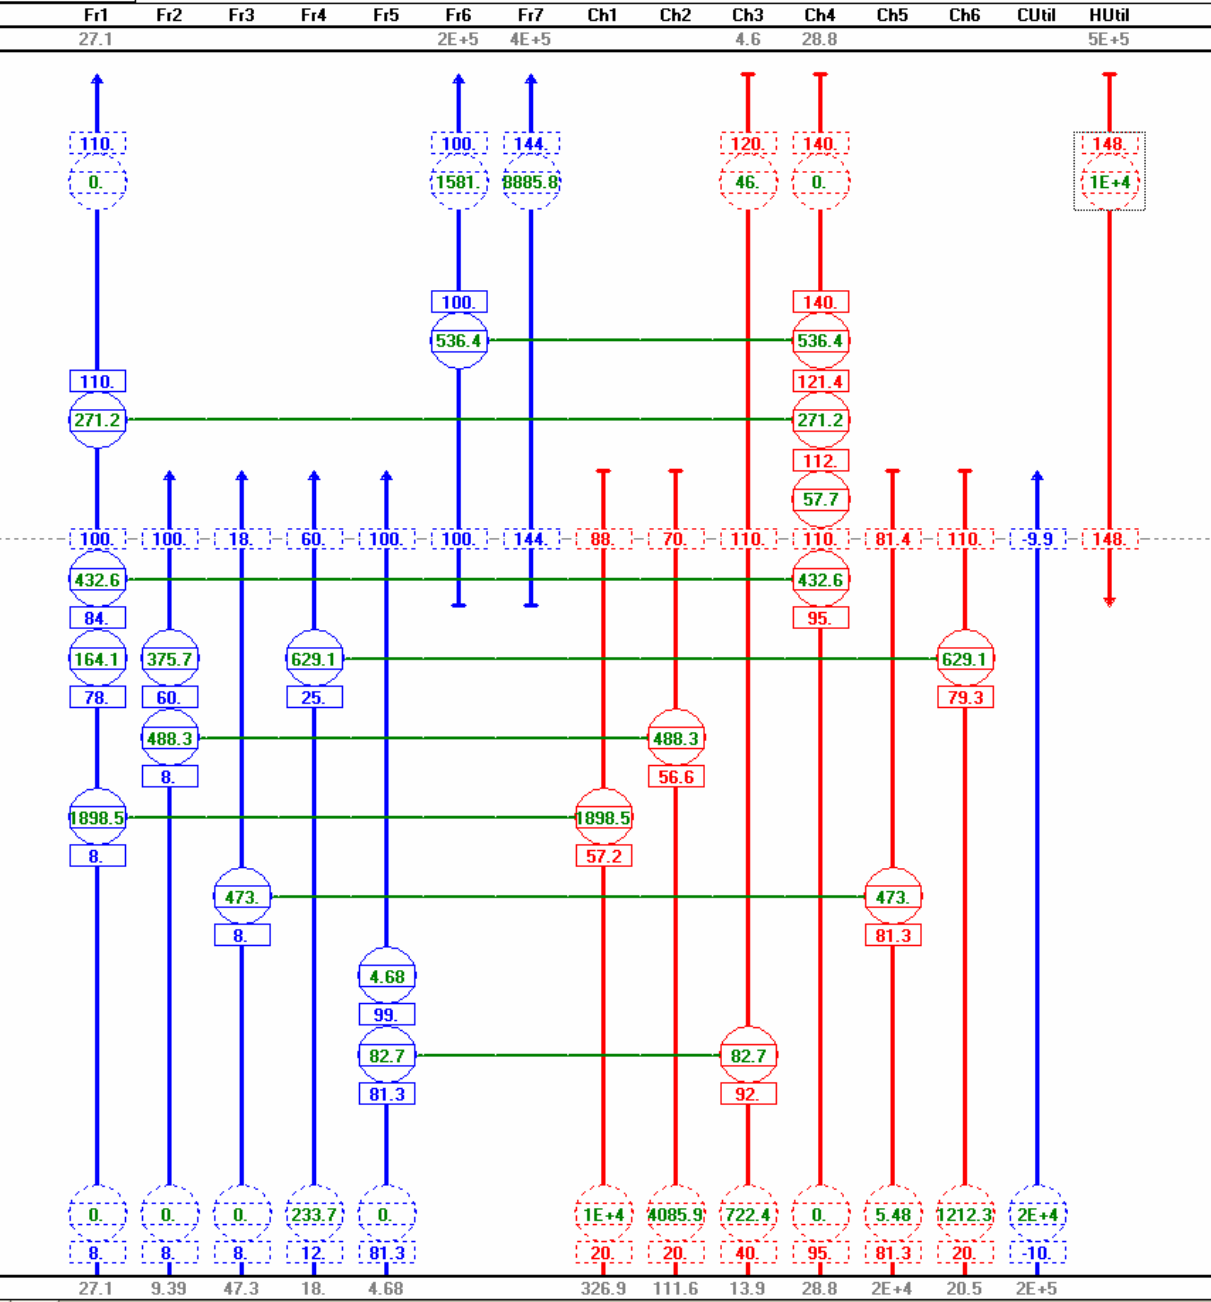 Fr1 Fr2 Fr3 Fr4 Fr5 Fr6 Fr7 Ch1 Ch2 Ch3 Ch4 Ch5 Ch6 CUtil HUtil
27.1 2E+5 4E+5 4.6 28.8 5E+5
110. 100. 144. 120. 140. 148.
0. 1581. 8885.8 46. 0. 1E+4
100. 140.
536.4 536.4
110. 121.4
271.2 271.2
112.
57.7
100. 100. 18. 60. 100. 100. 144. 88. 70. 110. 110. 81.4 110. -9.9 148.
432.6 432.6
84. 95.
164.1 375.7 629.1 629.1
78. 60. 25. 79.3
488.3 488.3
8. 56.6
1898.5 1898.5
8. 57.2
473. 473.
8. 81.3
4.68
99.
82.7 82.7
81.3 92.
0. 0. 0. 233.7 0. 1E+4 4085.9 722.4 0. 5.48 1212.3 2E+4
8. 8. 8. 12. 81.3 20. 20. 40. 95. 81.3 20. -10.
27.1 9.39 47.3 18. 4.68 326.9 111.6 13.9 28.8 2E+4 20.5 2E+5